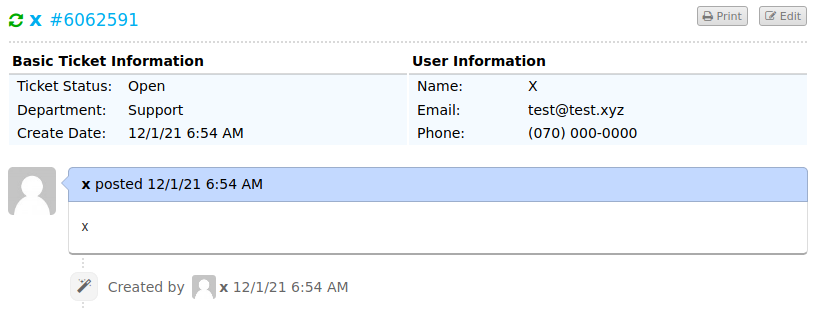 x #6062591
Print
Edit
Basic Ticket Information
User Information
Ticket Status: Open
Name: X
Department: Support
Email: test@test.xyz
Create Date: 12/1/21 6:54 AM
Phone: (070) 000-0000
x posted 12/1/21 6:54 AM
x
Created by x 12/1/21 6:54 AM